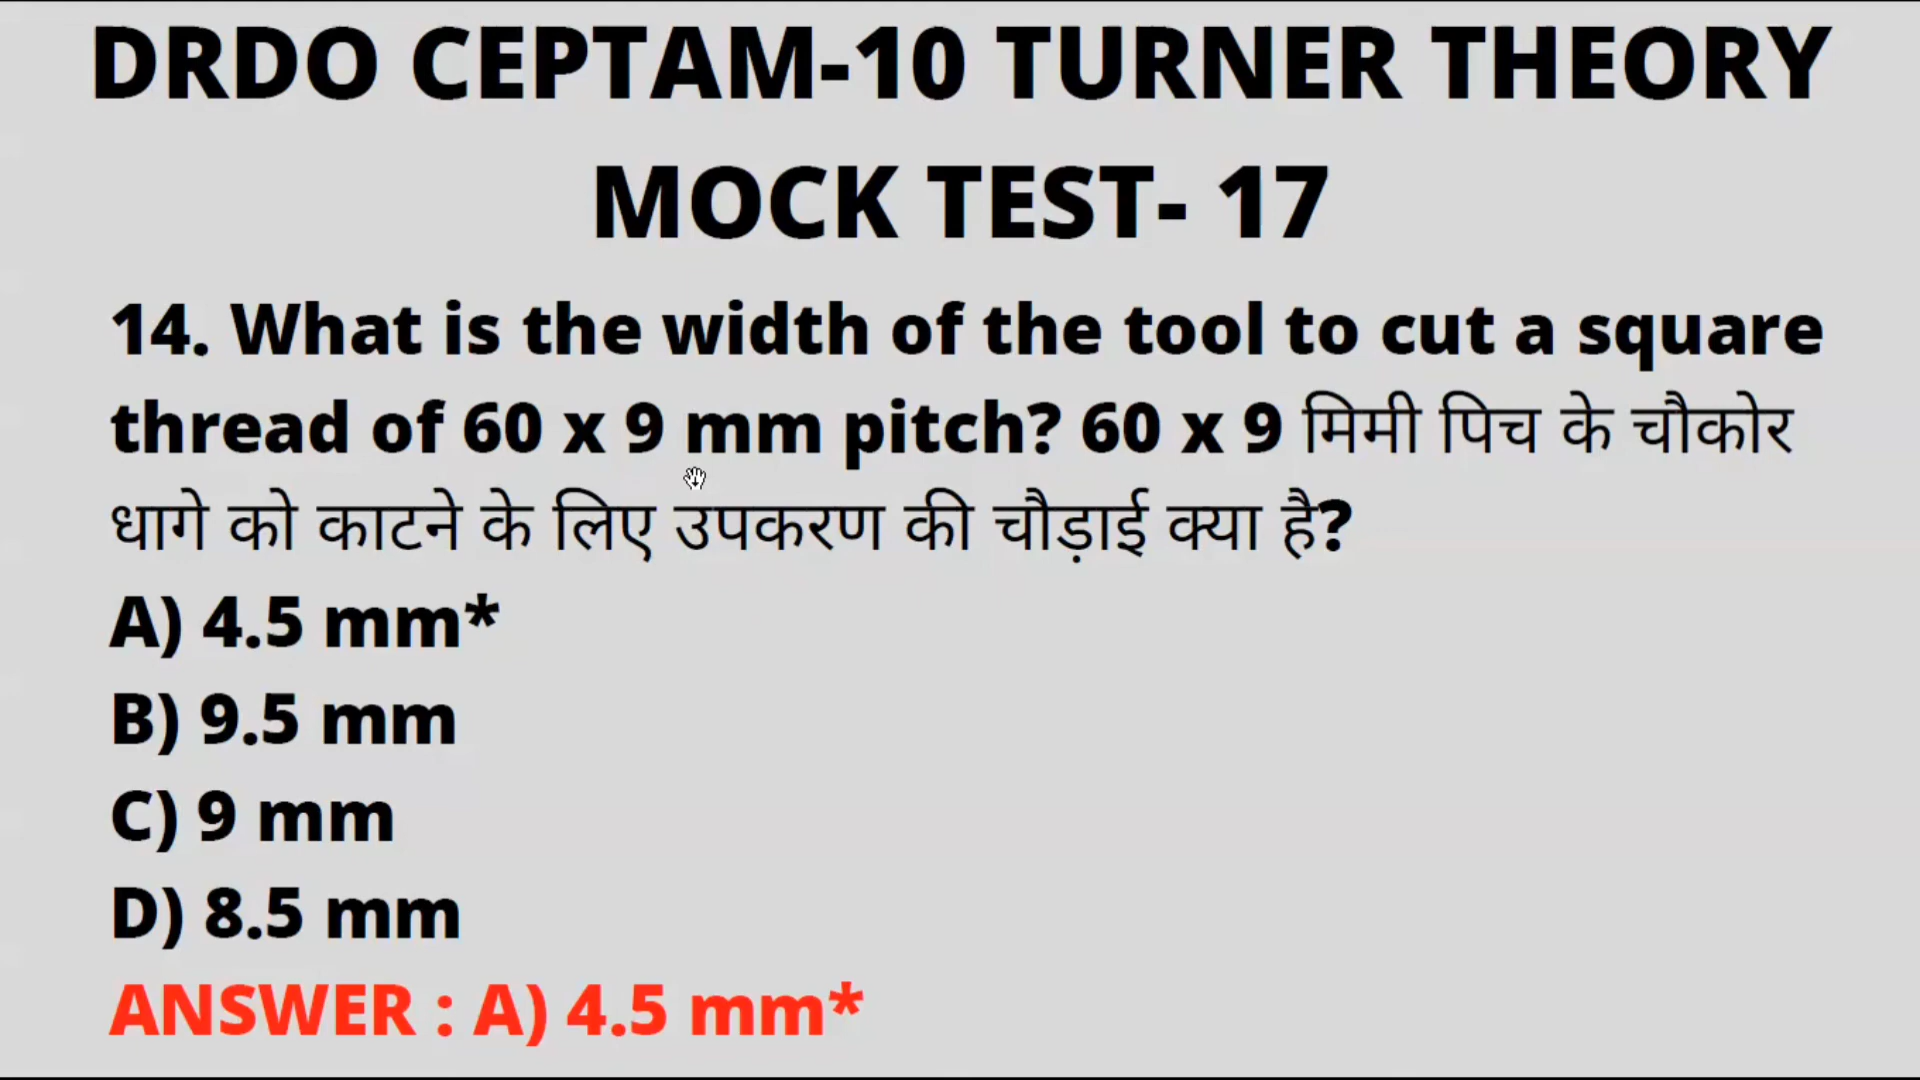 DRDO CEPTAM-10 TURNER THEORY
MOCK TEST- 17
14. What is the width of the tool to cut a square
thread of 60 x 9 mm pitch? 60 x 9 मिमी पिच के चौकोर
धागे को काटने के लिए उपकरण की चौड़ाई क्या है?
A) 4.5 mm*
B) 9.5 mm
C) 9 mm
D) 8.5 mm
ANSWER : A) 4.5 mm*